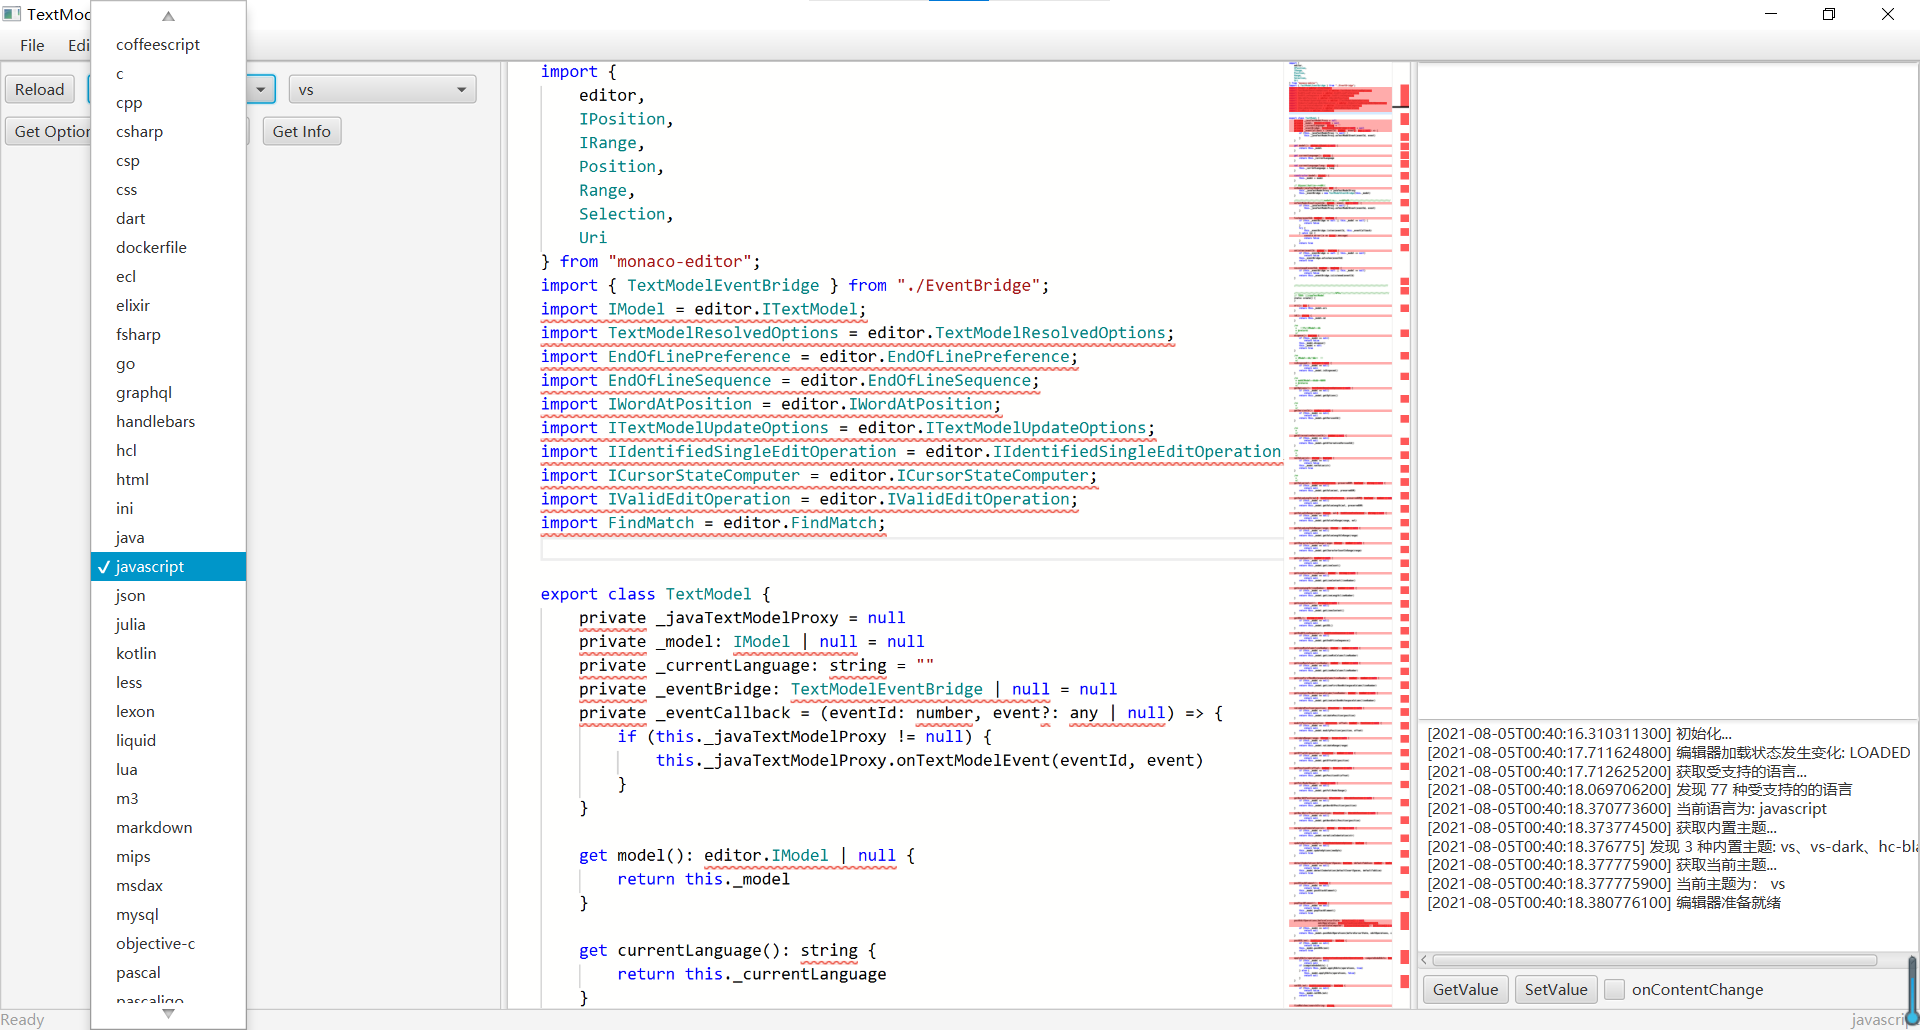 TextMod
File Edi
Reload
vs
Get Option
Get Info
coffeescript
c
cpp
csharp
csp
css
dart
dockerfile
ecl
elixir
fsharp
go
graphql
handlebars
hcl
html
ini
java
✓ javascript
json
julia
kotlin
less
lexon
liquid
lua
m3
markdown
mips
msdax
mysql
objective-c
pascal
pascaligo
import {
    editor,
    IPosition,
    IRange,
    Position,
    Range,
    Selection,
    Uri
} from "monaco-editor";
import { TextModelEventBridge } from "./EventBridge";
import IModel = editor.ITextModel;
import TextModelResolvedOptions = editor.TextModelResolvedOptions;
import EndOfLinePreference = editor.EndOfLinePreference;
import EndOfLineSequence = editor.EndOfLineSequence;
import IWordAtPosition = editor.IWordAtPosition;
import ITextModelUpdateOptions = editor.ITextModelUpdateOptions;
import IIdentifiedSingleEditOperation = editor.IIdentifiedSingleEditOperation
import ICursorStateComputer = editor.ICursorStateComputer;
import IValidEditOperation = editor.IValidEditOperation;
import FindMatch = editor.FindMatch;
export class TextModel {
    private _javaTextModelProxy = null
    private _model: IModel | null = null
    private _currentLanguage: string = ""
    private _eventBridge: TextModelEventBridge | null = null
    private _eventCallback = (eventId: number, event?: any | null) => {
        if (this._javaTextModelProxy != null) {
            this._javaTextModelProxy.onTextModelEvent(eventId, event)
        }
    }
    get model(): editor.IModel | null {
        return this._model
    }
    get currentLanguage(): string {
        return this._currentLanguage
    }
[2021-08-05T00:40:16.310311300] 初始化...
[2021-08-05T00:40:17.711624800] 编辑器加载状态发生变化: LOADED
[2021-08-05T00:40:17.712625200] 获取受支持的语言...
[2021-08-05T00:40:18.069706200] 发现 77 种受支持的的语言
[2021-08-05T00:40:18.370773600] 当前语言为: javascript
[2021-08-05T00:40:18.373774500] 获取内置主题...
[2021-08-05T00:40:18.376775] 发现 3 种内置主题: vs、vs-dark、hc-bla
[2021-08-05T00:40:18.377775900] 获取当前主题...
[2021-08-05T00:40:18.377775900] 当前主题为： vs
[2021-08-05T00:40:18.380776100] 编辑器准备就绪
GetValue
SetValue
onContentChange
Ready
javascri